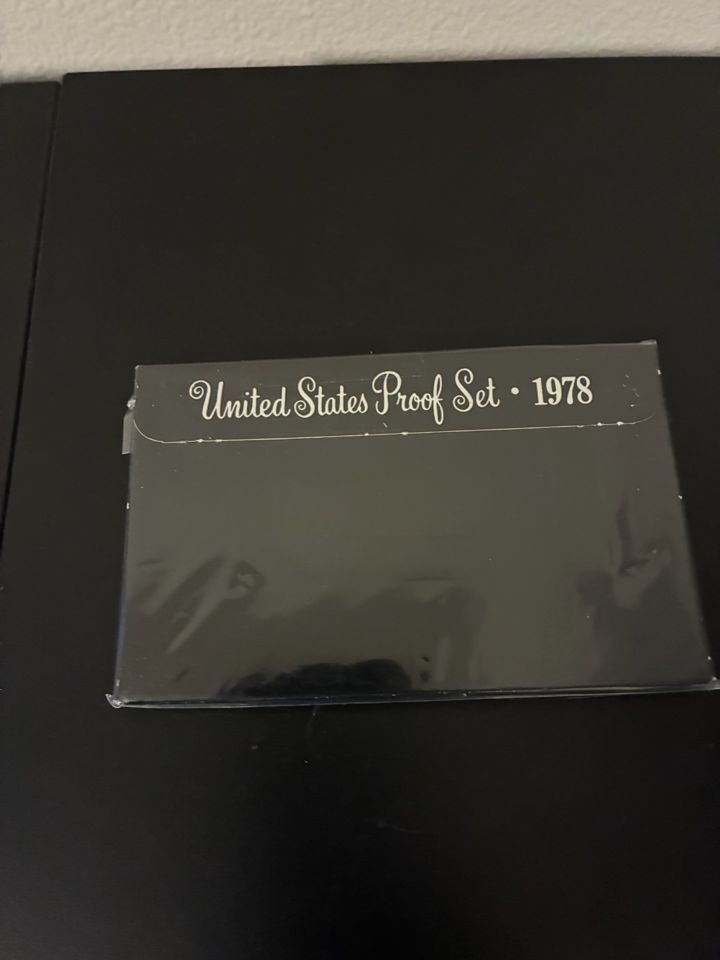 United States Proof Set • 1978